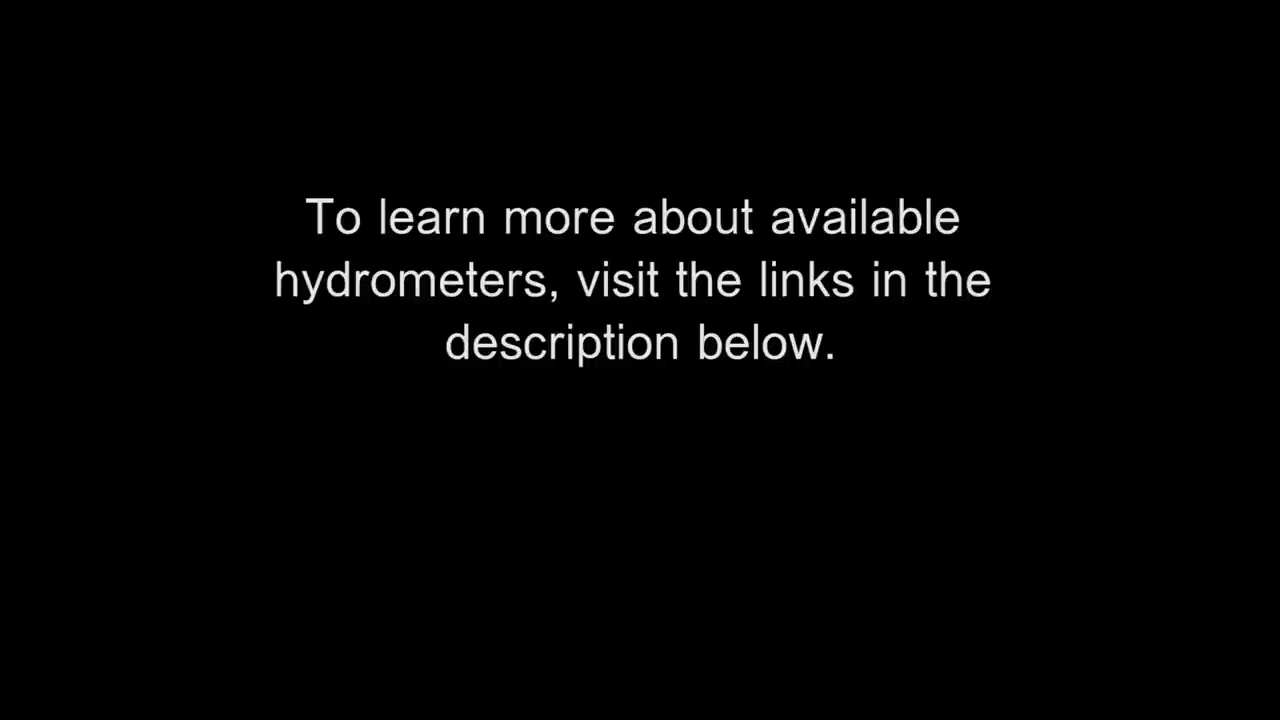 To learn more about available
hydrometers, visit the links in the
description below.